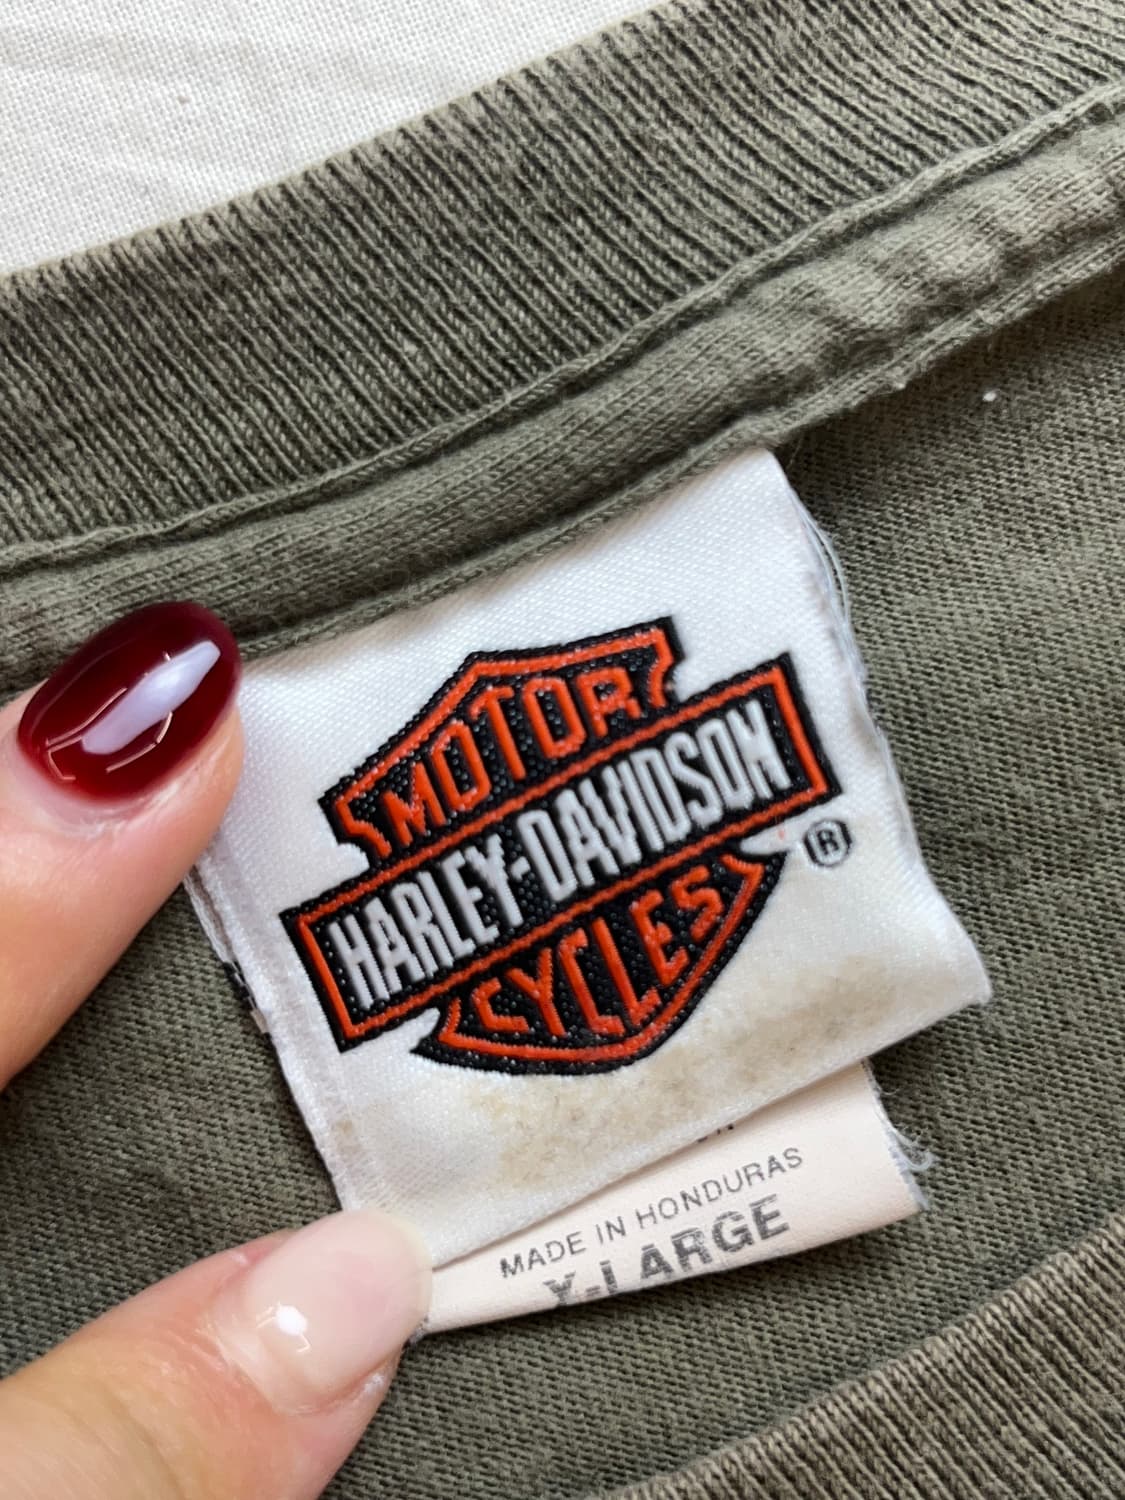 MOTOR
HARLEY-DAVIDSON
®
CYCLES
MADE IN HONDURAS
X-LARGE